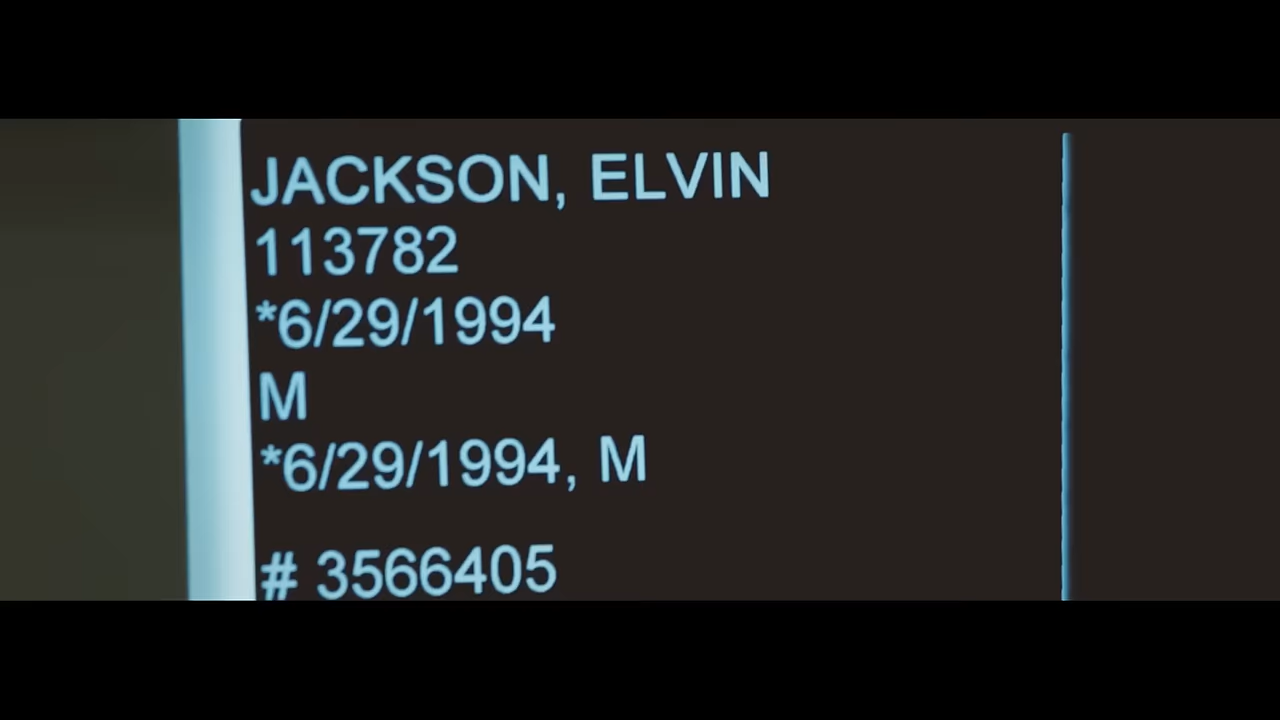 JACKSON, ELVIN
113782
*6/29/1994
M
*6/29/1994, M
# 3566405